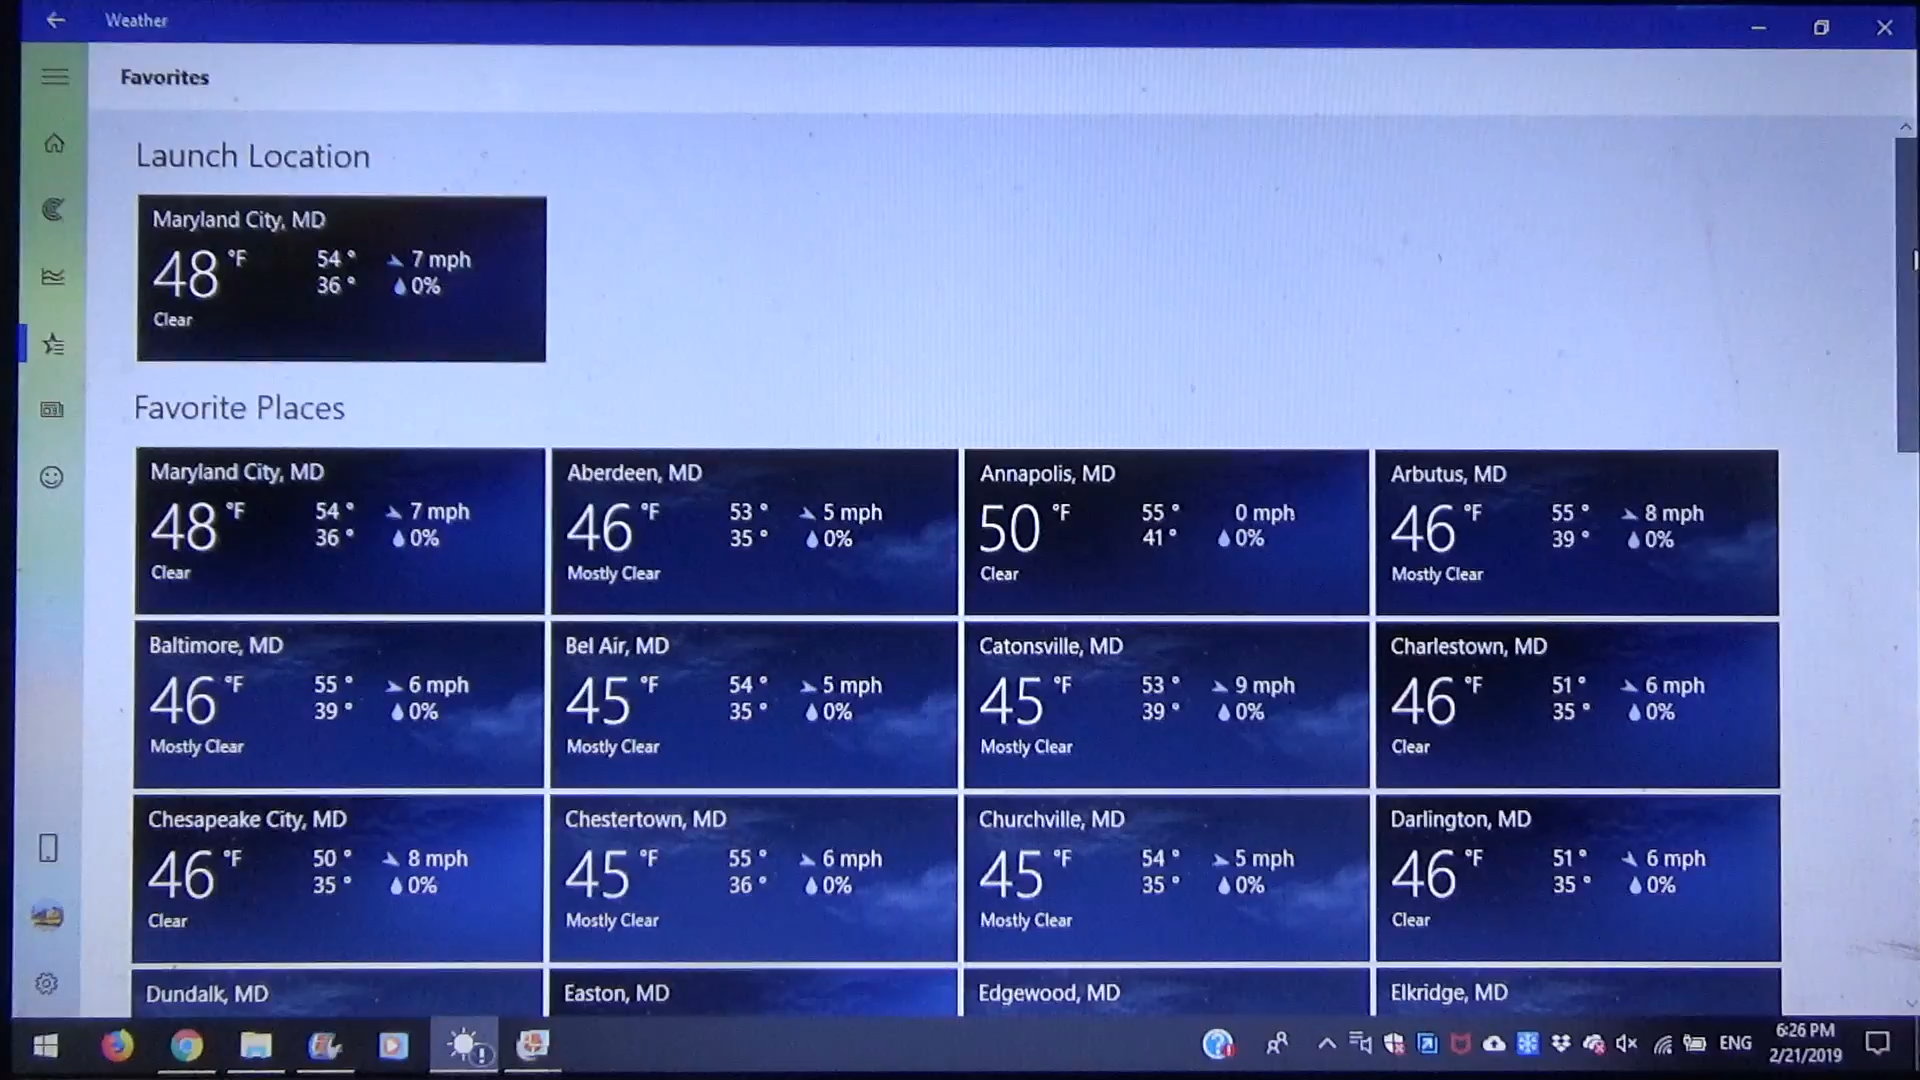 Weather
Favorites
Launch Location
Maryland City, MD
48 °F 54 ° 7 mph
36 ° 0%
Clear
Favorite Places
Maryland City, MD
48 °F 54 ° 7 mph
36 ° 0%
Clear
Aberdeen, MD
46 °F 53 ° 5 mph
35 ° 0%
Mostly Clear
Annapolis, MD
50 °F 55 ° 0 mph
41 ° 0%
Clear
Arbutus, MD
46 °F 55 ° 8 mph
39 ° 0%
Mostly Clear
Baltimore, MD
46 °F 55 ° 6 mph
39 ° 0%
Mostly Clear
Bel Air, MD
45 °F 54 ° 5 mph
35 ° 0%
Mostly Clear
Catonsville, MD
45 °F 53 ° 9 mph
39 ° 0%
Mostly Clear
Charlestown, MD
46 °F 51 ° 6 mph
35 ° 0%
Clear
Chesapeake City, MD
46 °F 50 ° 8 mph
35 ° 0%
Clear
Chestertown, MD
45 °F 55 ° 6 mph
36 ° 0%
Mostly Clear
Churchville, MD
45 °F 54 ° 5 mph
35 ° 0%
Mostly Clear
Darlington, MD
46 °F 51 ° 6 mph
35 ° 0%
Clear
Dundalk, MD
Easton, MD
Edgewood, MD
Elkridge, MD
ENG
6:26 PM
2/21/2019